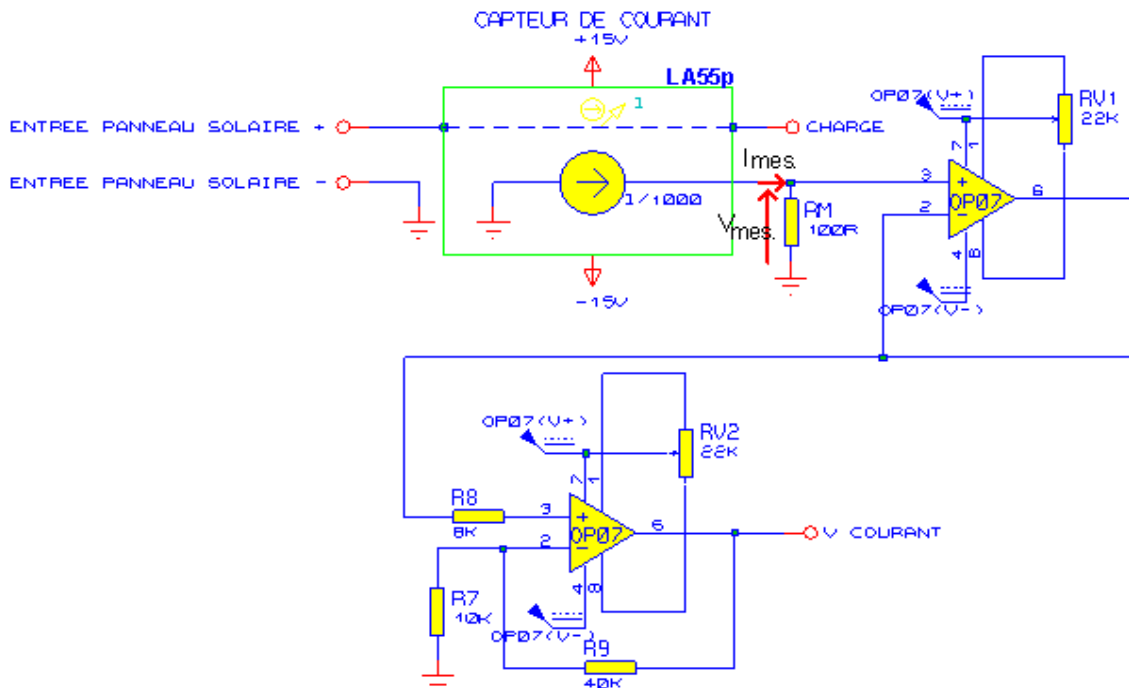 CAPTEUR DE COURANT
+15V
LA55p
1
ENTREE PANNEAU SOLAIRE +
CHARGE
ENTREE PANNEAU SOLAIRE -
1/1000
-15V
Imes.
Vmes.
RM
100R
OP07(V+)
RV1
22K
7
1
3
+
OP07
6
2
-
4
8
OP07(V-)
OP07(V+)
RV2
22K
7
1
R8
8K
3
+
OP07
6
V COURANT
2
-
4
8
R7
10K
OP07(V-)
R9
40K